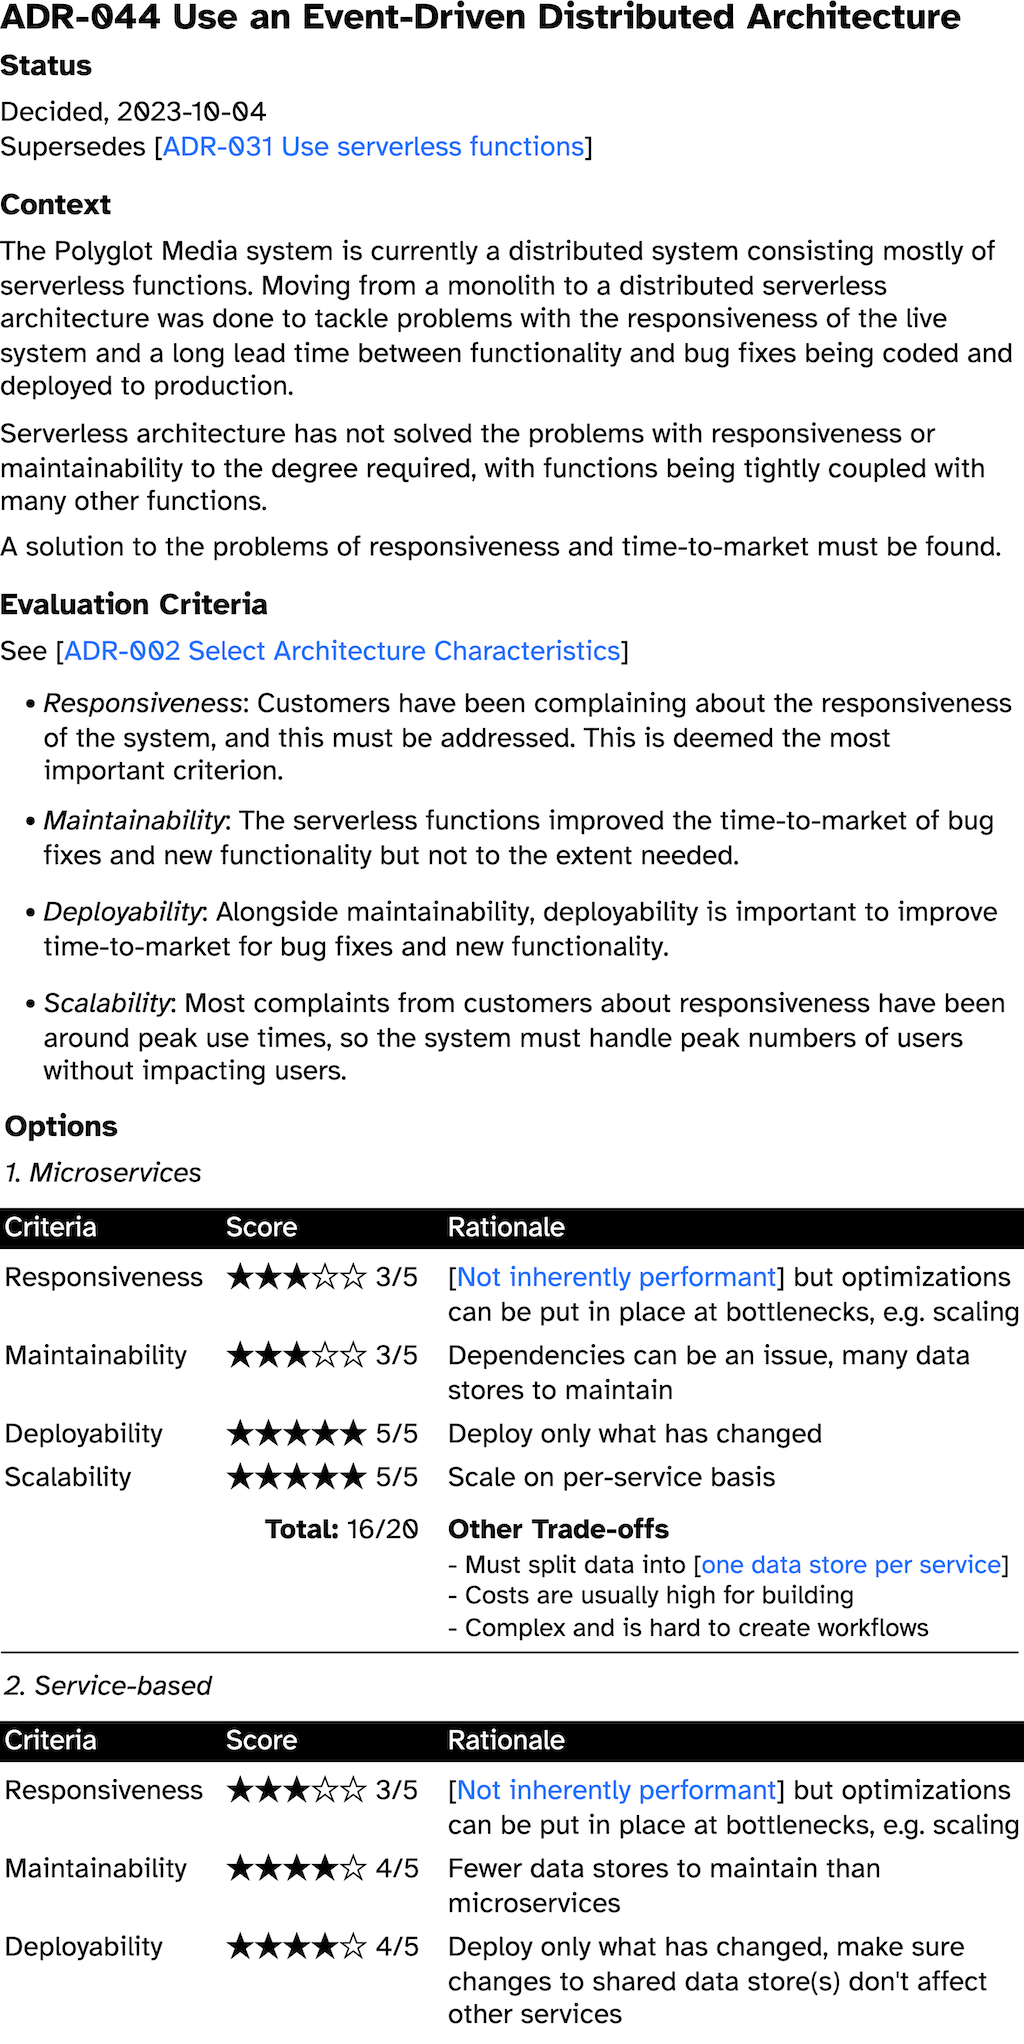 ADR-044 Use an Event-Driven Distributed Architecture
Status
Decided, 2023-10-04
Supersedes [ADR-031 Use serverless functions]
Context
The Polyglot Media system is currently a distributed system consisting mostly of
serverless functions. Moving from a monolith to a distributed serverless
architecture was done to tackle problems with the responsiveness of the live
system and a long lead time between functionality and bug fixes being coded and
deployed to production.
Serverless architecture has not solved the problems with responsiveness or
maintainability to the degree required, with functions being tightly coupled with
many other functions.
A solution to the problems of responsiveness and time-to-market must be found.
Evaluation Criteria
See [ADR-002 Select Architecture Characteristics]
• Responsiveness: Customers have been complaining about the responsiveness
of the system, and this must be addressed. This is deemed the most
important criterion.
• Maintainability: The serverless functions improved the time-to-market of bug
fixes and new functionality but not to the extent needed.
• Deployability: Alongside maintainability, deployability is important to improve
time-to-market for bug fixes and new functionality.
• Scalability: Most complaints from customers about responsiveness have been
around peak use times, so the system must handle peak numbers of users
without impacting users.
Options
1. Microservices
Criteria Score Rationale
Responsiveness ★★★☆☆ 3/5 [Not inherently performant] but optimizations
can be put in place at bottlenecks, e.g. scaling
Maintainability ★★★☆☆ 3/5 Dependencies can be an issue, many data
stores to maintain
Deployability ★★★★★ 5/5 Deploy only what has changed
Scalability ★★★★★ 5/5 Scale on per-service basis
Total: 16/20 Other Trade-offs
- Must split data into [one data store per service]
- Costs are usually high for building
- Complex and is hard to create workflows
2. Service-based
Criteria Score Rationale
Responsiveness ★★★☆☆ 3/5 [Not inherently performant] but optimizations
can be put in place at bottlenecks, e.g. scaling
Maintainability ★★★★☆ 4/5 Fewer data stores to maintain than
microservices
Deployability ★★★★☆ 4/5 Deploy only what has changed, make sure
changes to shared data store(s) don't affect
other services